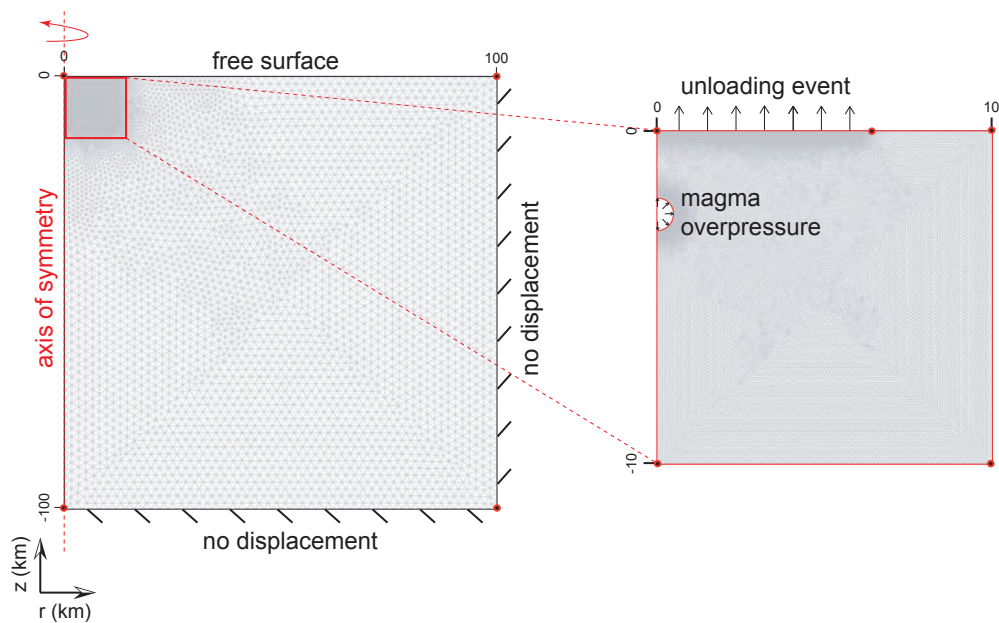 0
free surface
100
0
unloading event
0
10
0
magma
overpressure
axis of symmetry
no displacement
-10
-100
no displacement
z (km)
r (km)